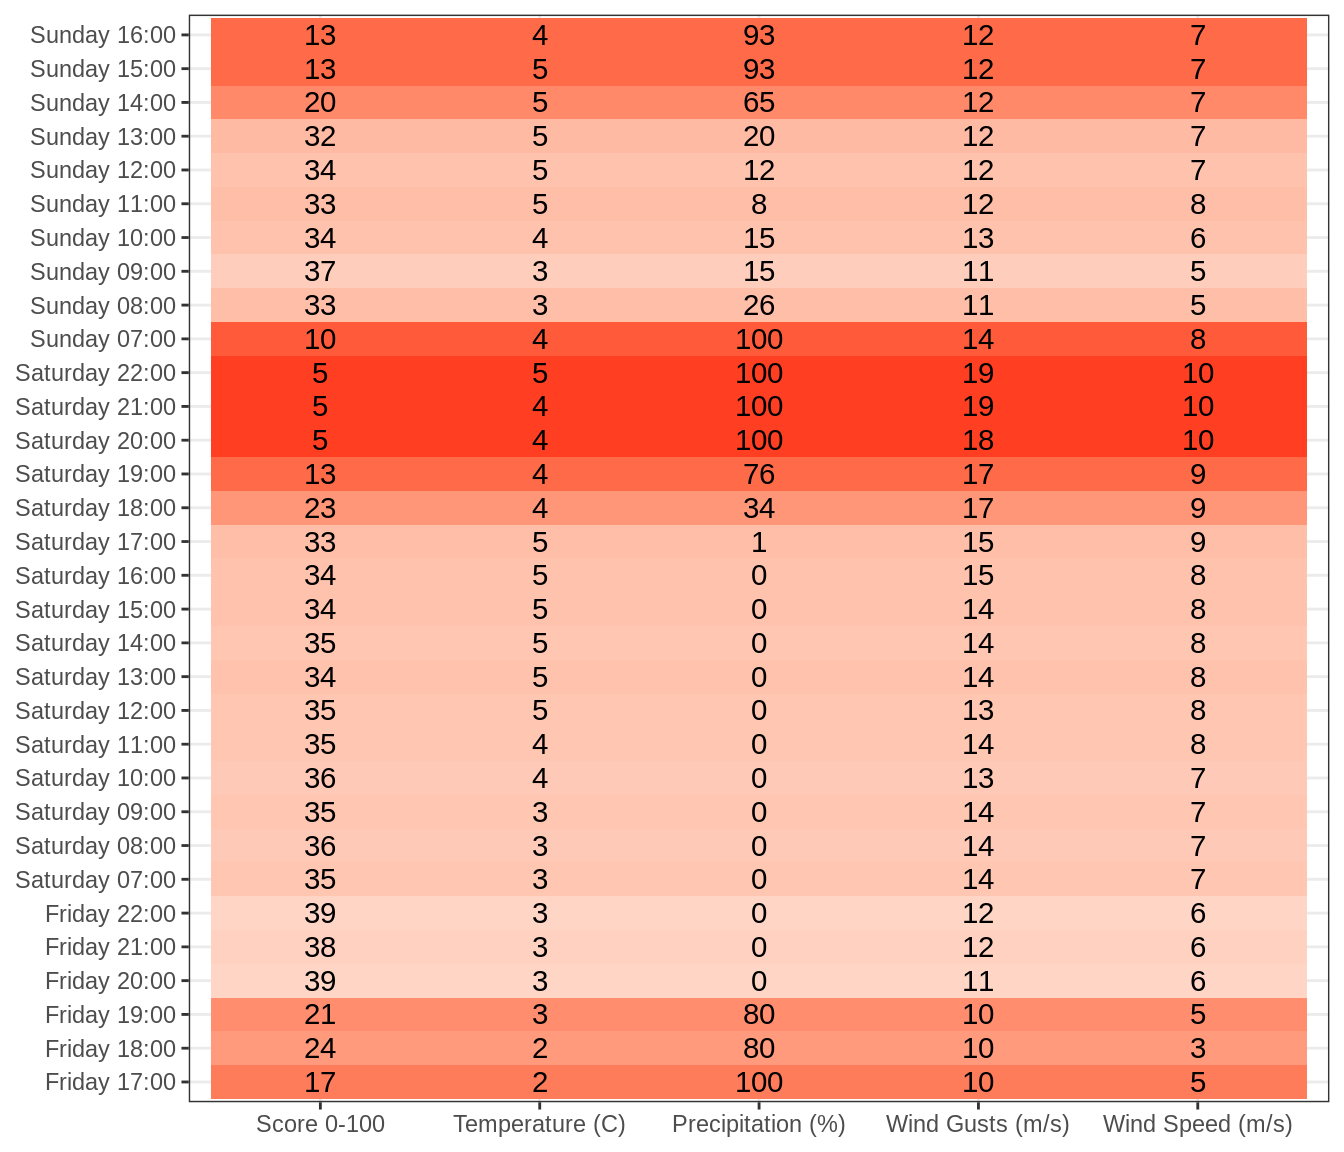 Sunday 16:00 13 4 93 12 7
Sunday 15:00 13 5 93 12 7
Sunday 14:00 20 5 65 12 7
Sunday 13:00 32 5 20 12 7
Sunday 12:00 34 5 12 12 7
Sunday 11:00 33 5 8 12 8
Sunday 10:00 34 4 15 13 6
Sunday 09:00 37 3 15 11 5
Sunday 08:00 33 3 26 11 5
Sunday 07:00 10 4 100 14 8
Saturday 22:00 5 5 100 19 10
Saturday 21:00 5 4 100 19 10
Saturday 20:00 5 4 100 18 10
Saturday 19:00 13 4 76 17 9
Saturday 18:00 23 4 34 17 9
Saturday 17:00 33 5 1 15 9
Saturday 16:00 34 5 0 15 8
Saturday 15:00 34 5 0 14 8
Saturday 14:00 35 5 0 14 8
Saturday 13:00 34 5 0 14 8
Saturday 12:00 35 5 0 13 8
Saturday 11:00 35 4 0 14 8
Saturday 10:00 36 4 0 13 7
Saturday 09:00 35 3 0 14 7
Saturday 08:00 36 3 0 14 7
Saturday 07:00 35 3 0 14 7
Friday 22:00 39 3 0 12 6
Friday 21:00 38 3 0 12 6
Friday 20:00 39 3 0 11 6
Friday 19:00 21 3 80 10 5
Friday 18:00 24 2 80 10 3
Friday 17:00 17 2 100 10 5
Score 0-100 Temperature (C) Precipitation (%) Wind Gusts (m/s) Wind Speed (m/s)